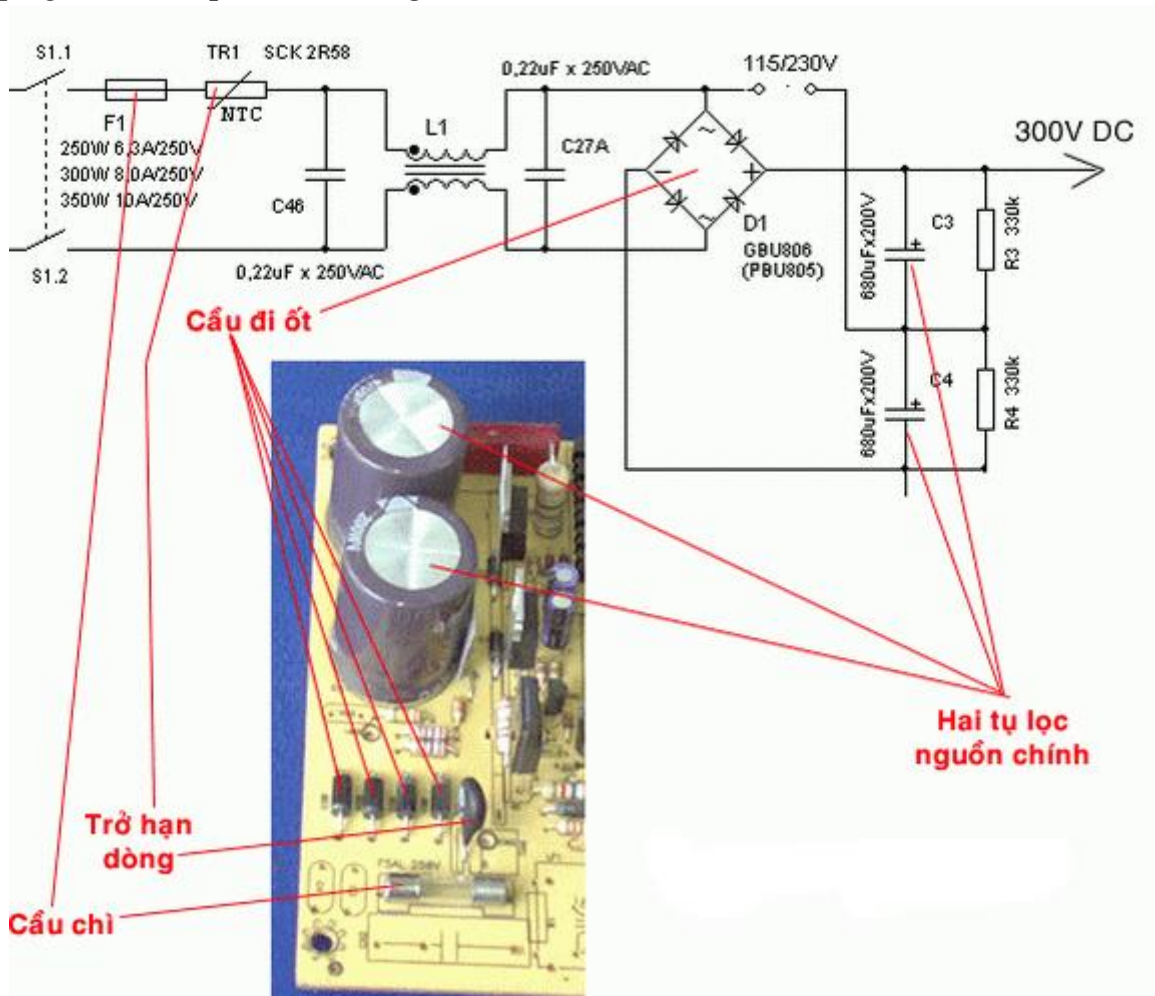 S1.1
TR1
SCK 2R58
0,22uF x 250VAC
115/230V
F1
NTC
L1
C27A
300V DC
250W 6,3A/250V
300W 8,0A/250V
350W 10A/250V
C46
D1
GBU806
(PBU805)
680uFx200V
C3
R3 330k
S1.2
0,22uF x 250VAC
Cầu đi ốt
680uFx200V
C4
R4 330k
Hai tụ lọc
nguồn chính
Trở hạn
dòng
Cầu chì